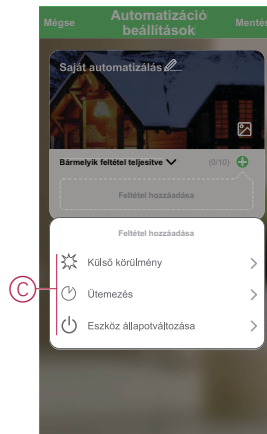 Mégse
Automatizáció
beállítások
Mentés
Saját automatizálás
Bármelyik feltétel teljesítve
(0/10)
Feltétel hozzáadása
Feltétel hozzáadása
Külső körülmény
Ütemezés
Eszköz állapotváltozása
C